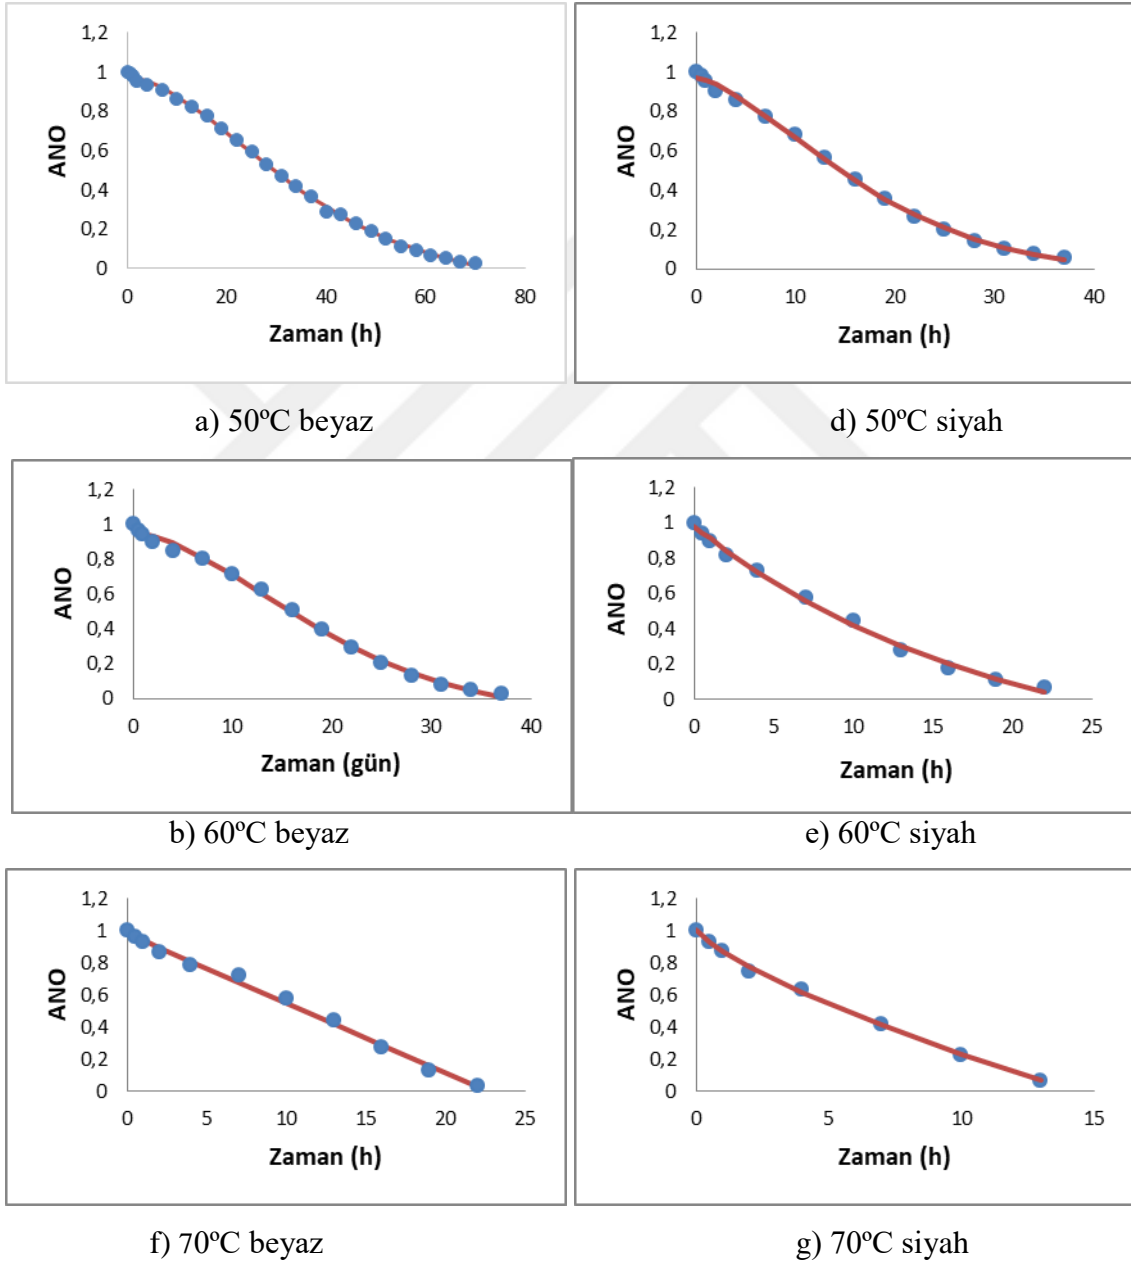 1,2
1
0,8
0,6
0,4
0,2
0
ANO
0 20 40 60 80
Zaman (h)
a) 50ºC beyaz
1,2
1
0,8
0,6
0,4
0,2
0
ANO
0 10 20 30 40
Zaman (h)
d) 50ºC siyah
1,2
1
0,8
0,6
0,4
0,2
0
ANO
0 10 20 30 40
Zaman (gün)
b) 60ºC beyaz
1,2
1
0,8
0,6
0,4
0,2
0
ANO
0 5 10 15 20 25
Zaman (h)
e) 60ºC siyah
1,2
1
0,8
0,6
0,4
0,2
0
ANO
0 5 10 15 20 25
Zaman (h)
f) 70ºC beyaz
1,2
1
0,8
0,6
0,4
0,2
0
ANO
0 5 10 15
Zaman (h)
g) 70ºC siyah